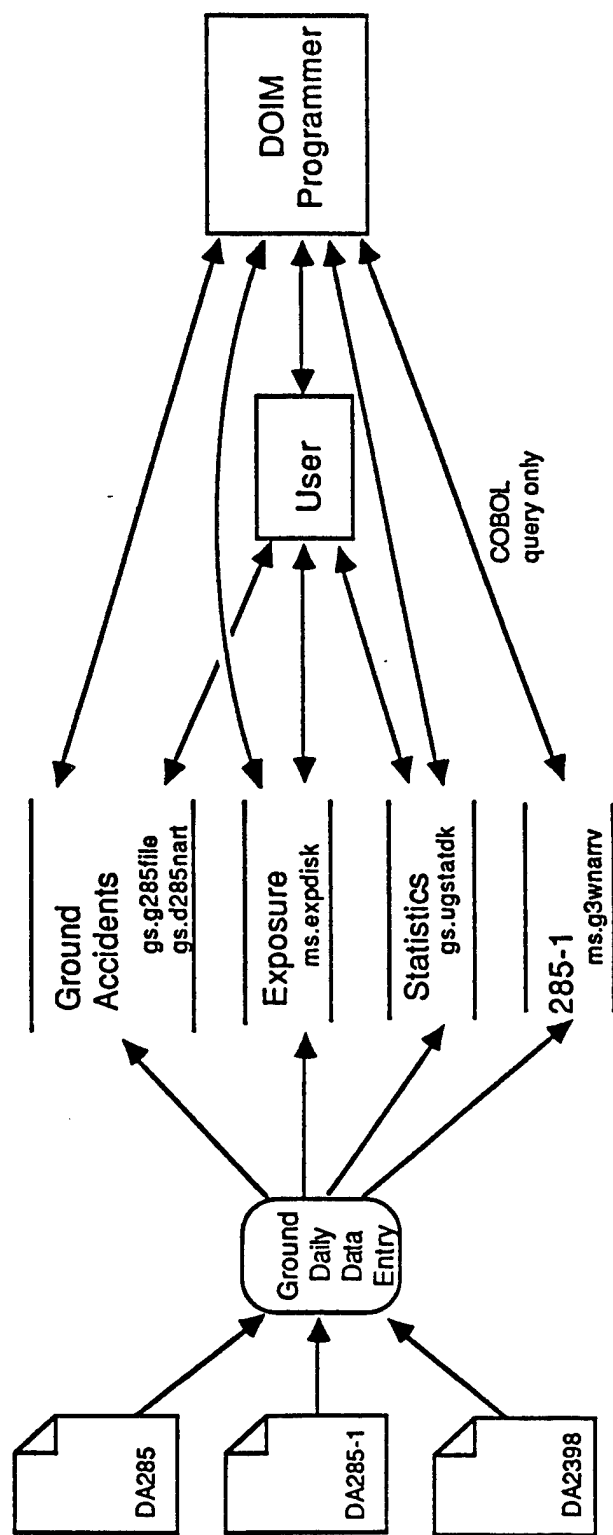 DA285
DA285-1
DA2398
Ground
Daily
Data
Entry
Ground
Accidents
gs.g285file
gs.d285nart
Exposure
ms.expdisk
Statistics
gs.ugstatdk
285-1
ms.g3wnarrv
User
COBOL
query only
DOIM
Programmer